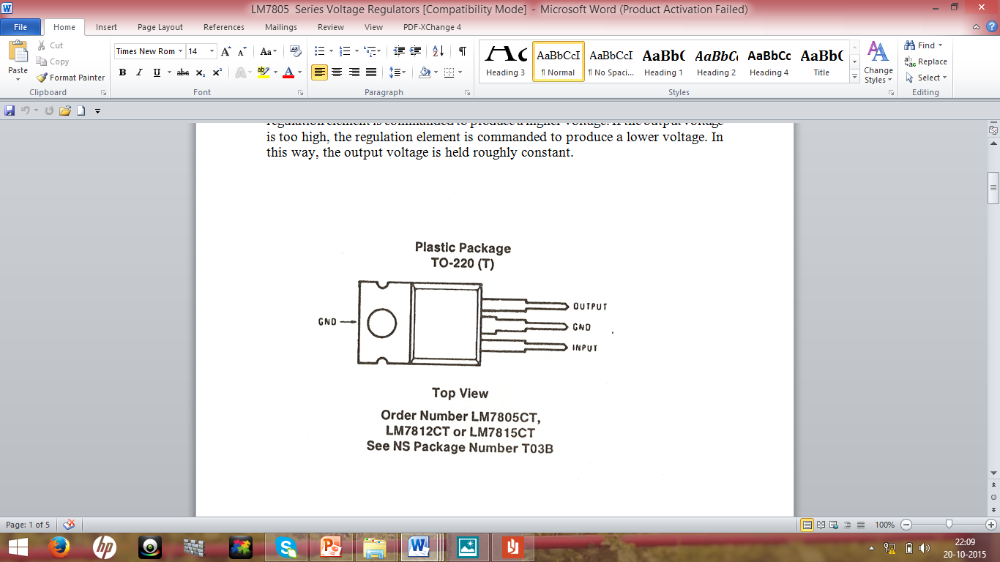 LM7805 Series Voltage Regulators [Compatibility Mode] - Microsoft Word (Product Activation Failed)
File Home Insert Page Layout References Mailings Review View PDF-XChange 4
Paste
Cut
Copy
Format Painter
Clipboard
Times New Rom 14
Font
Paragraph
AaBbCcI AaBbCcI AaBbC AaBbCc AaBbCc AaBbC
Heading 3 ¶ Normal ¶ No Spaci... Heading 1 Heading 2 Heading 4 Title
Styles
Change Styles
Find
Replace
Select
Editing
regulation element is commanded to produce a higher voltage. If the output voltage
is too high, the regulation element is commanded to produce a lower voltage. In
this way, the output voltage is held roughly constant.
Plastic Package
TO-220 (T)
OUTPUT
GND
GND
INPUT
Top View
Order Number LM7805CT,
LM7812CT or LM7815CT
See NS Package Number T03B
Page: 1 of 5
100%
22:09
20-10-2015